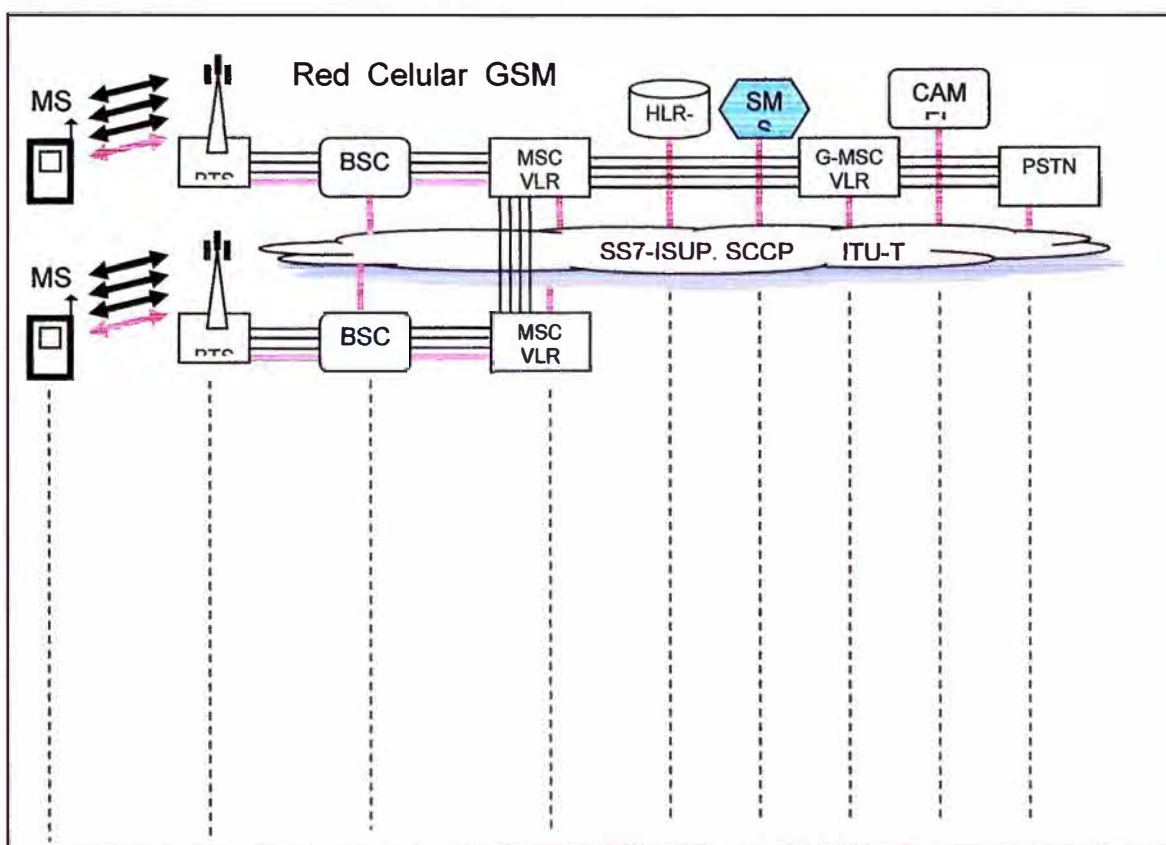 Red Celular GSM
MS
BSC
MSC
VLR
HLR-
SM
G-MSC
VLR
CAM
PSTN
SS7-ISUP. SCCP ITU-T
MS
BSC
MSC
VLR